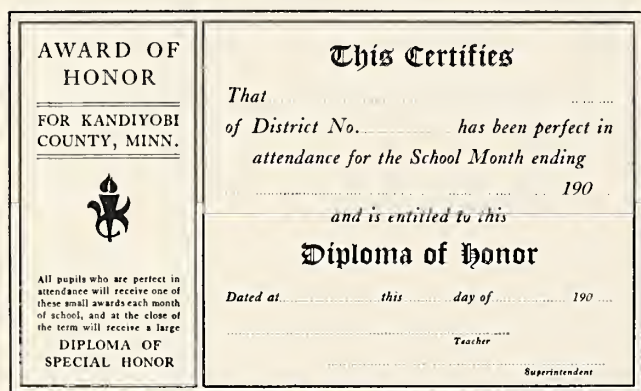 AWARD OF
HONOR
FOR KANDIYOBI
COUNTY, MINN.
All pupils who are perfect in
attendance will receive one of
these small awards each month
of school, and at the close of
the term will receive a large
DIPLOMA OF
SPECIAL HONOR
This Certifies
That
of District No. has been perfect in
attendance for the School Month ending
190
and is entitled to this
Diploma of Honor
Dated at this day of 190
Teacher
Superintendent